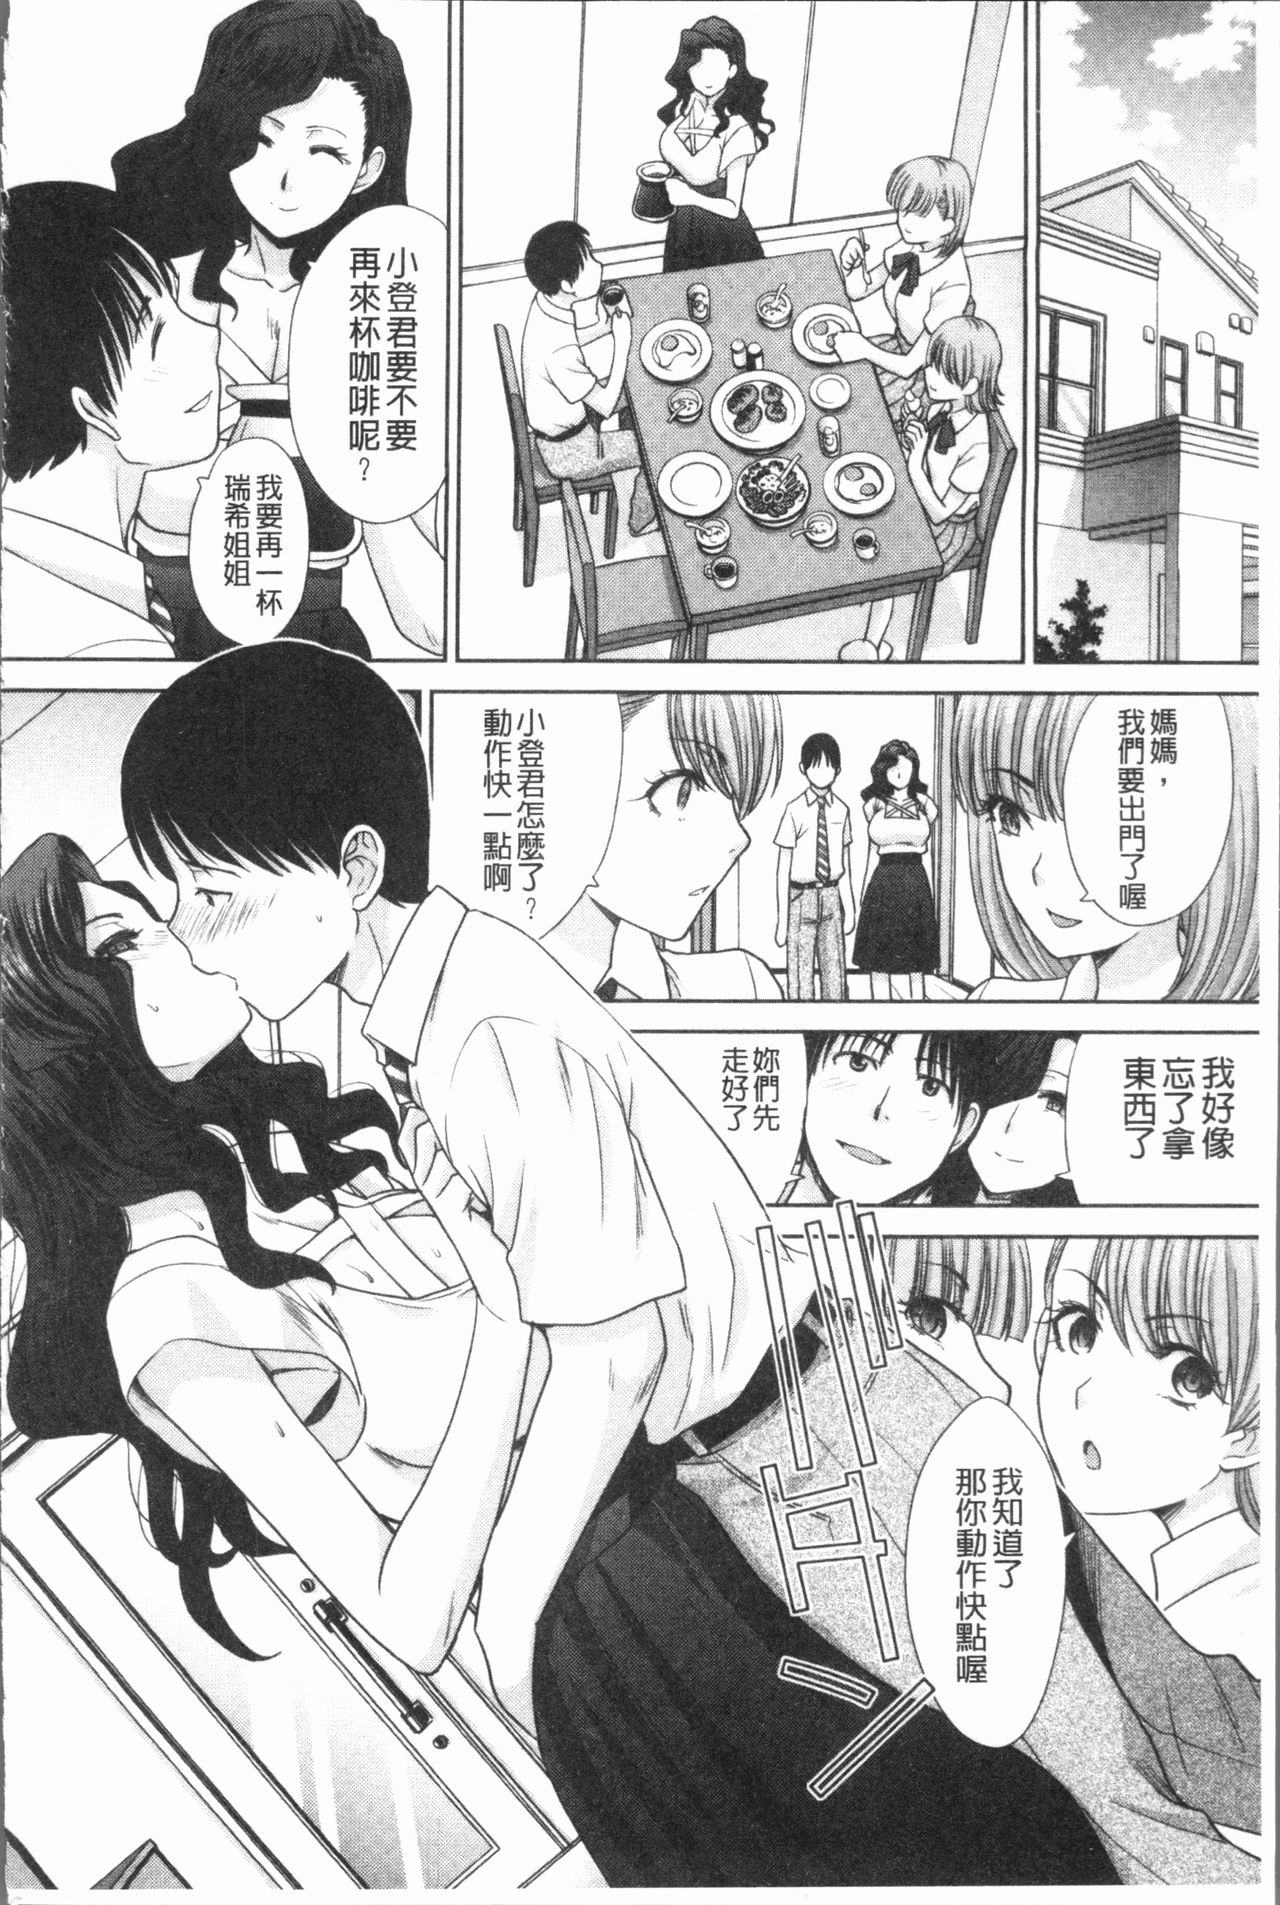 小登君要不要
再來杯咖啡呢?
我要再一杯
瑞希姐姐
媽媽，
我們要出門了喔
小登君怎麼了?
動作快一點啊
我好像
忘了拿
東西了
妳們先
走好了
我知道了
那你動作快點喔